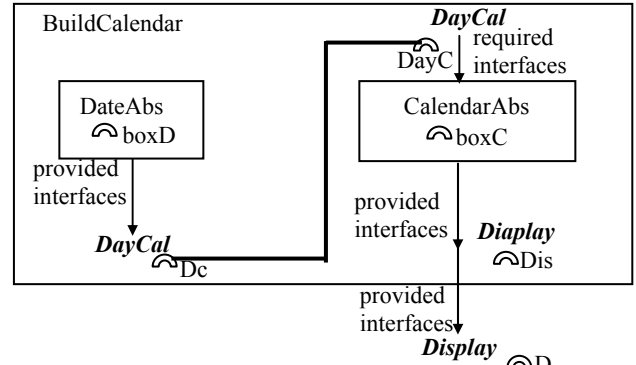 BuildCalendar
DayCal
required
interfaces
DayC
DateAbs
boxD
CalendarAbs
boxC
provided
interfaces
provided
interfaces
DayCal
Dc
Diaplay
Dis
provided
interfaces
Display
D